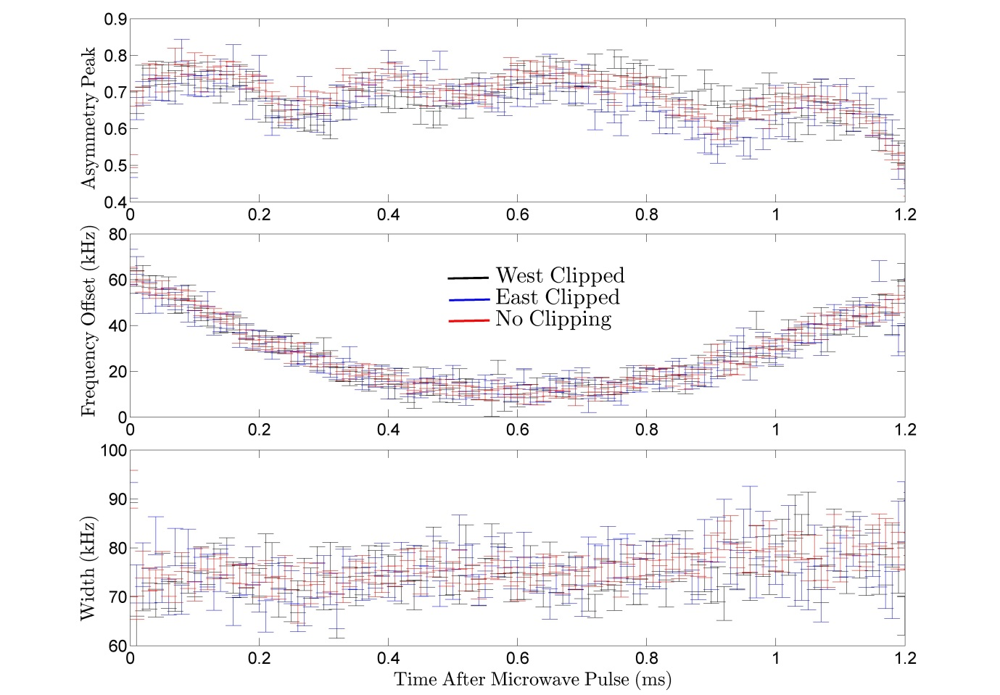 0.9
0.8
0.7
0.6
0.5
0.4
Asymmetry Peak
0 0.2 0.4 0.6 0.8 1 1.2
80
60
40
20
0
Frequency Offset (kHz)
West Clipped
East Clipped
No Clipping
0 0.2 0.4 0.6 0.8 1 1.2
100
90
80
70
60
Width (kHz)
0 0.2 0.4 0.6 0.8 1 1.2
Time After Microwave Pulse (ms)